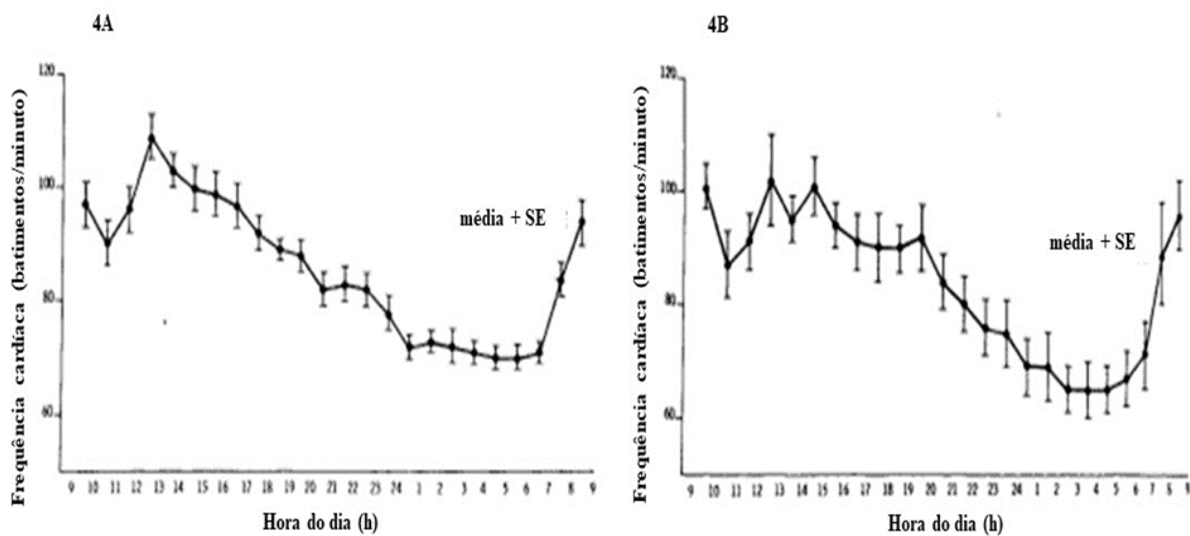 4A
Frequência cardíaca (batimentos/minuto)
120
100
80
60
média + SE
9 10 11 12 13 14 15 16 17 18 19 20 21 22 23 24 1 2 3 4 5 6 7 8 9
Hora do dia (h)
4B
Frequência cardíaca (batimentos/minuto)
120
100
80
60
média + SE
9 10 11 12 13 14 15 16 17 18 19 20 21 22 23 24 1 2 3 4 5 6 7 8 9
Hora do dia (h)